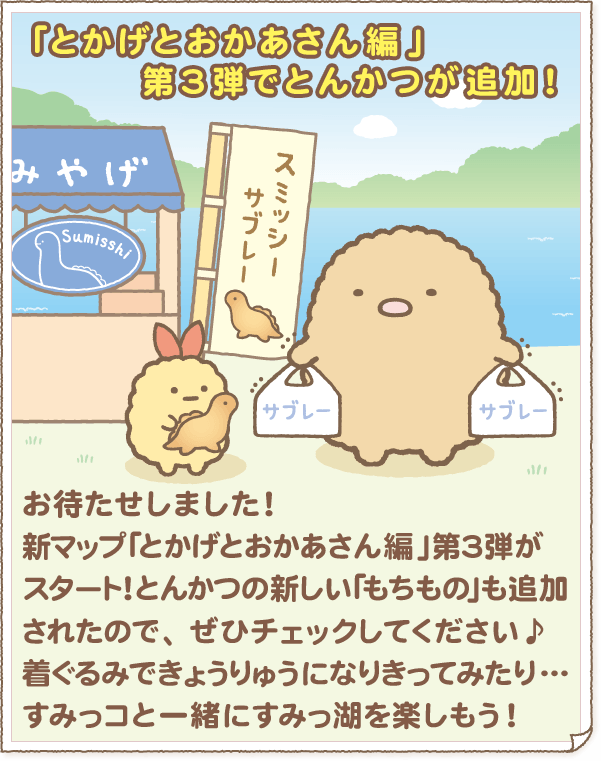 「とかげとおかあさん編」
第3弾でとんかつが追加!
みやげ
Sumisshi
スミッシー
サブレー
サブレー
サブレー
お待たせしました!
新マップ「とかげとおかあさん編」第3弾が
スタート!とんかつの新しい「もちもの」も追加
されたので、ぜひチェックしてください♪
着ぐるみできょうりゅうになりきってみたり…
すみっコと一緒にすみっ湖を楽しもう!